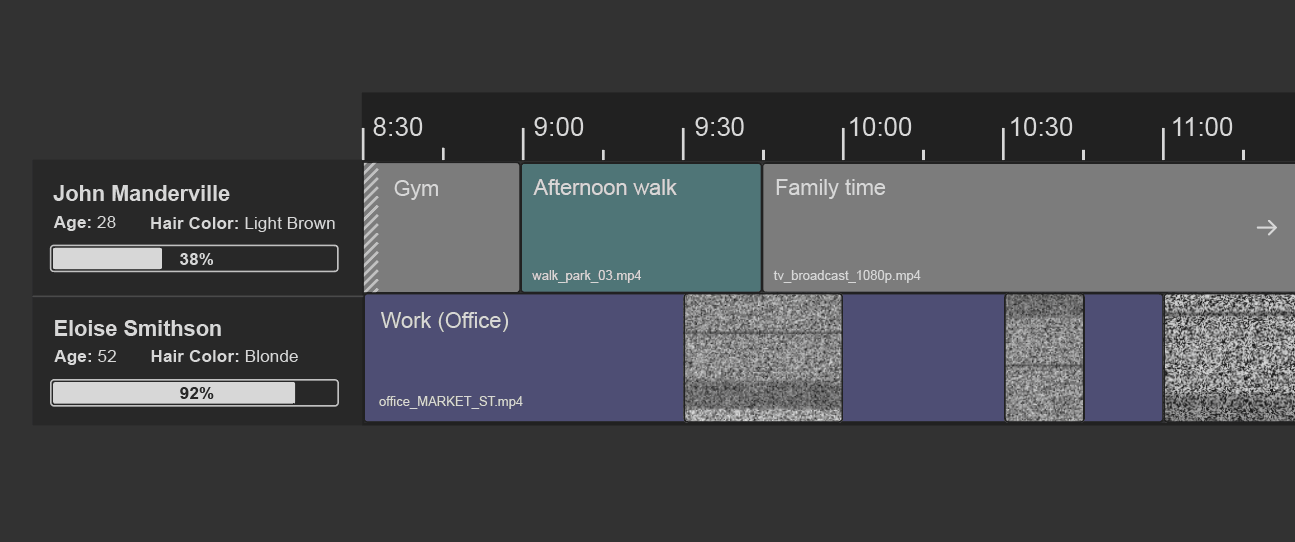 8:30 9:00 9:30 10:00 10:30 11:00
John Manderville
Age: 28 Hair Color: Light Brown
38%
Gym
Afternoon walk
walk_park_03.mp4
Family time
tv_broadcast_1080p.mp4
Eloise Smithson
Age: 52 Hair Color: Blonde
92%
Work (Office)
office_MARKET_ST.mp4